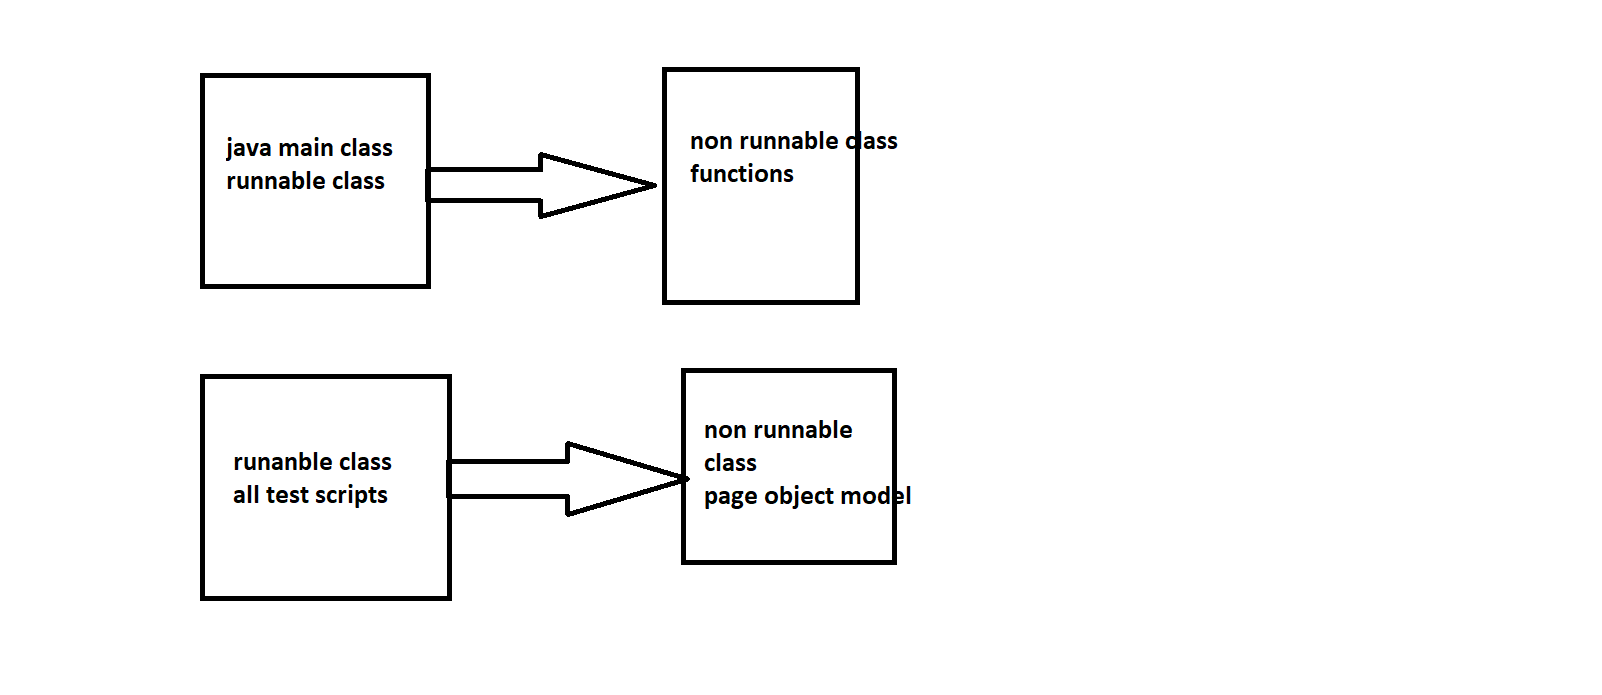 java main class
runnable class
non runnable class
functions
runanble class
all test scripts
non runnable
class
page object model